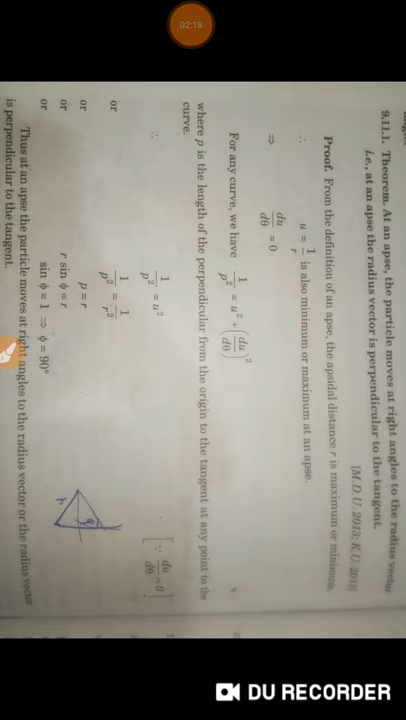 02:18
9.11.1. Theorem. At an apse, the particle moves at right angles to the radius vector
i.e., at an apse the radius vector is perpendicular to the tangent.
[M.D.U. 2013; K.U. 2013]
Proof. From the definition of an apse, the apsidal distance r is maximum or minimum.
∴ u = 1/r is also minimum or maximum at an apse.
⇒ du/dθ = 0
For any curve, we have 1/p² = u² + (du/dθ)²
where p is the length of the perpendicular from the origin to the tangent at any point to the
curve.
∴ 1/p² = u² [∵ du/dθ = 0]
or 1/p² = 1/r²
or p = r
or r sin ϕ = r
or sin ϕ = 1 ⇒ ϕ = 90°
Thus at an apse the particle moves at right angles to the radius vector or the radius vector
is perpendicular to the tangent.
DU RECORDER